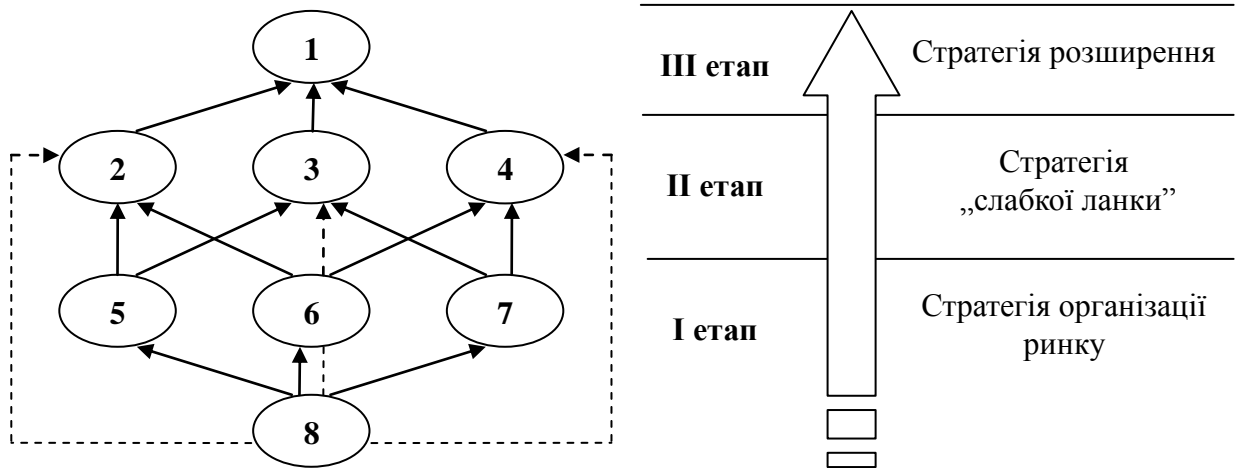 1
2
3
4
5
6
7
8
III етап
Стратегія розширення
II етап
Стратегія
„слабкої ланки”
I етап
Стратегія організації
ринку